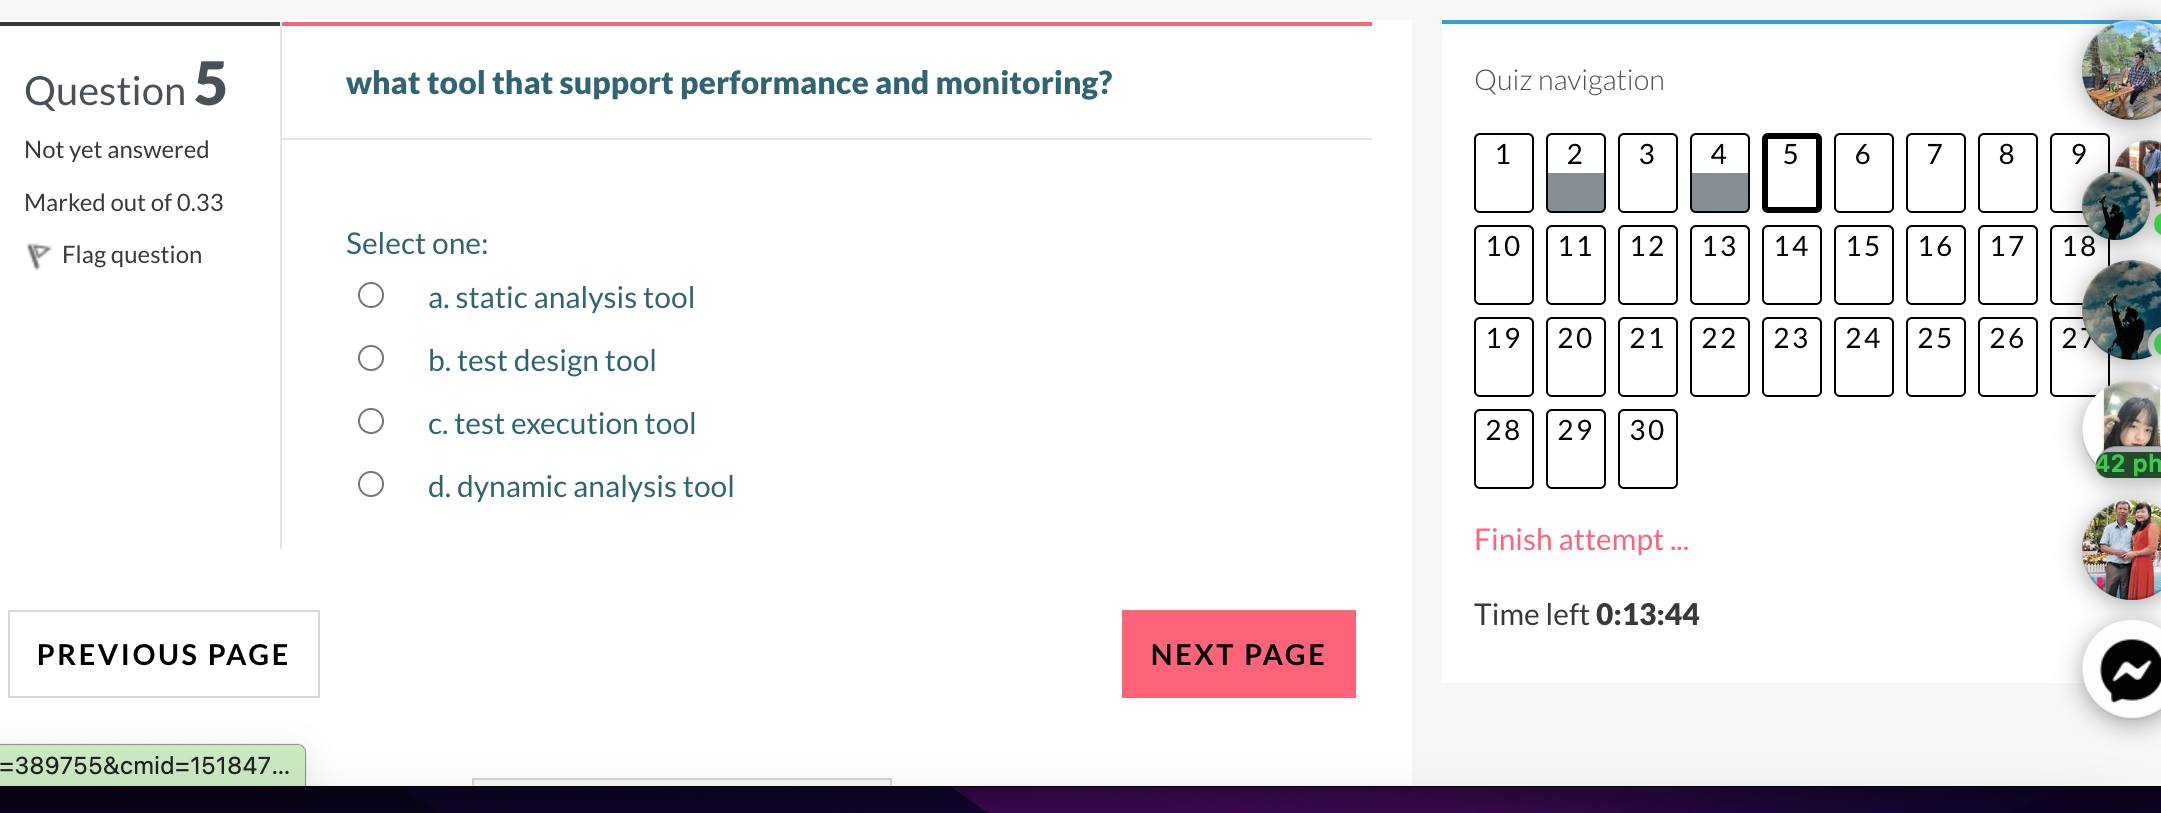 Question 5
Not yet answered
Marked out of 0.33
Flag question
what tool that support performance and monitoring?
Select one:
a. static analysis tool
b. test design tool
c. test execution tool
d. dynamic analysis tool
PREVIOUS PAGE
NEXT PAGE
=389755&cmid=151847...
Quiz navigation
1 2 3 4 5 6 7 8 9
10 11 12 13 14 15 16 17 18
19 20 21 22 23 24 25 26 27
28 29 30
Finish attempt ...
Time left 0:13:44
42 ph